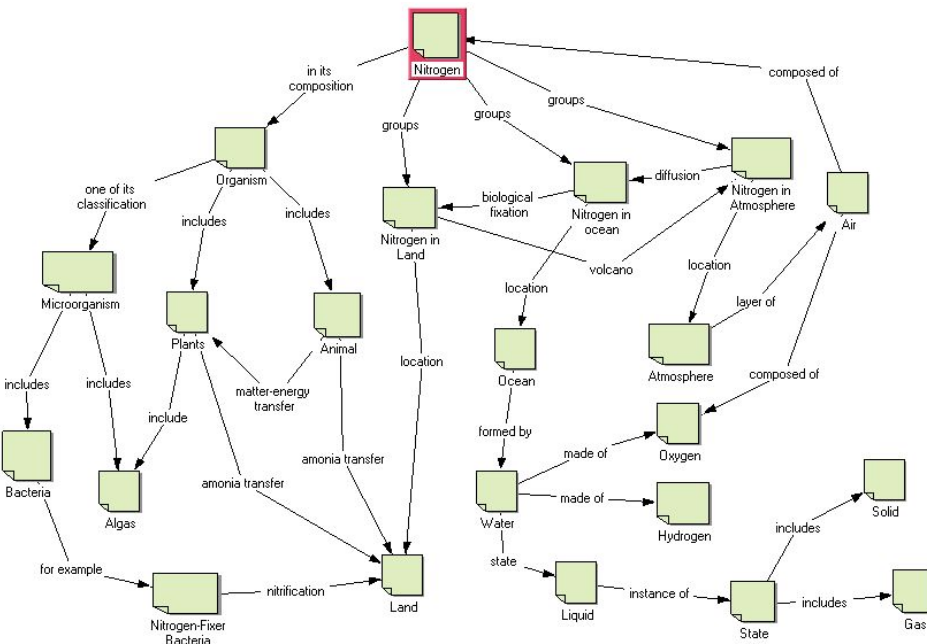 Nitrogen
in its
composition
composed of
groups
groups
groups
Organism
one of its
classification
includes
includes
Nitrogen in
Land
biological
fixation
Nitrogen in
ocean
diffusion
Nitrogen in
Atmosphere
Air
volcano
location
location
layer of
Microorganism
Plants
Animal
location
Ocean
Atmosphere
composed of
includes
includes
include
matter-energy
transfer
formed by
made of
Oxygen
amonia transfer
amonia transfer
Bacteria
Algas
Water
made of
Hydrogen
Solid
includes
for example
Nitrogen-Fixer
Bacteria
nitrification
Land
state
Liquid
instance of
State
includes
Gas